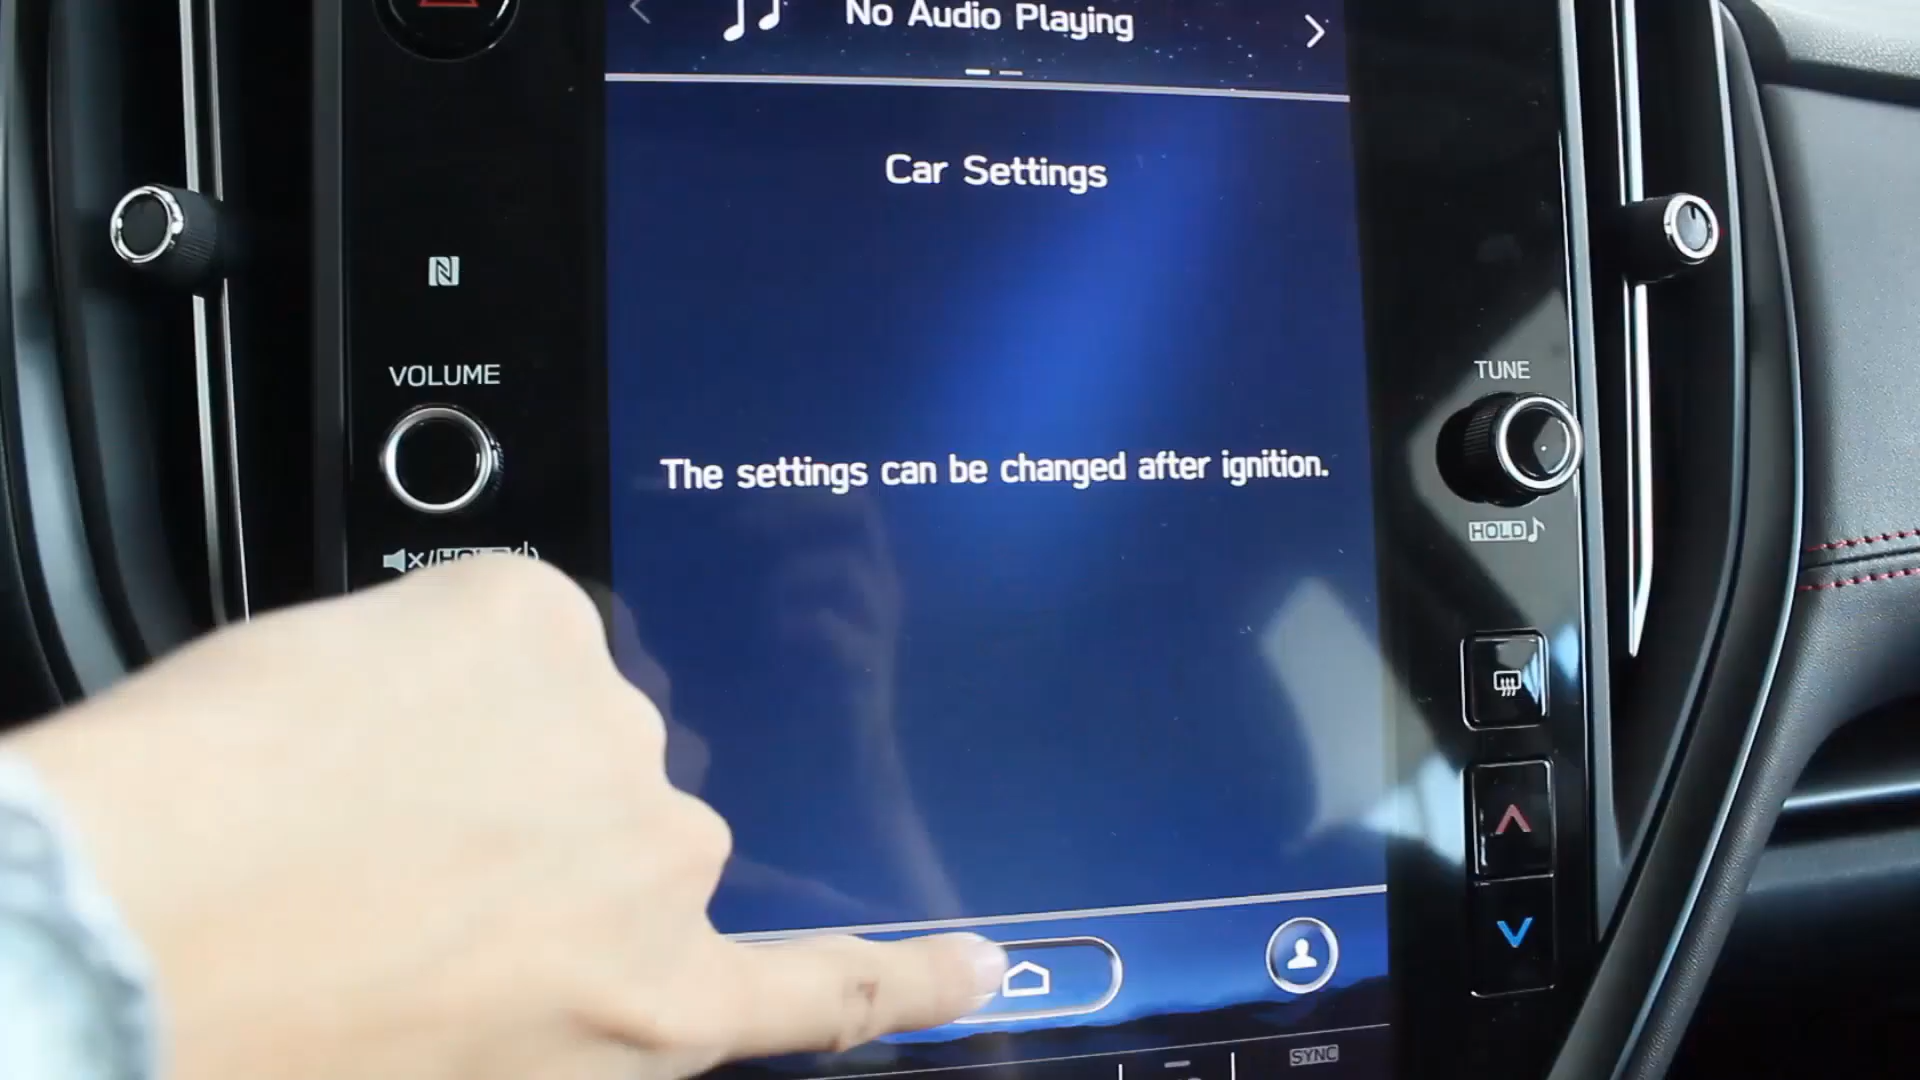 No Audio Playing
Car Settings
VOLUME
TUNE
The settings can be changed after ignition.
HOLD
SYNC